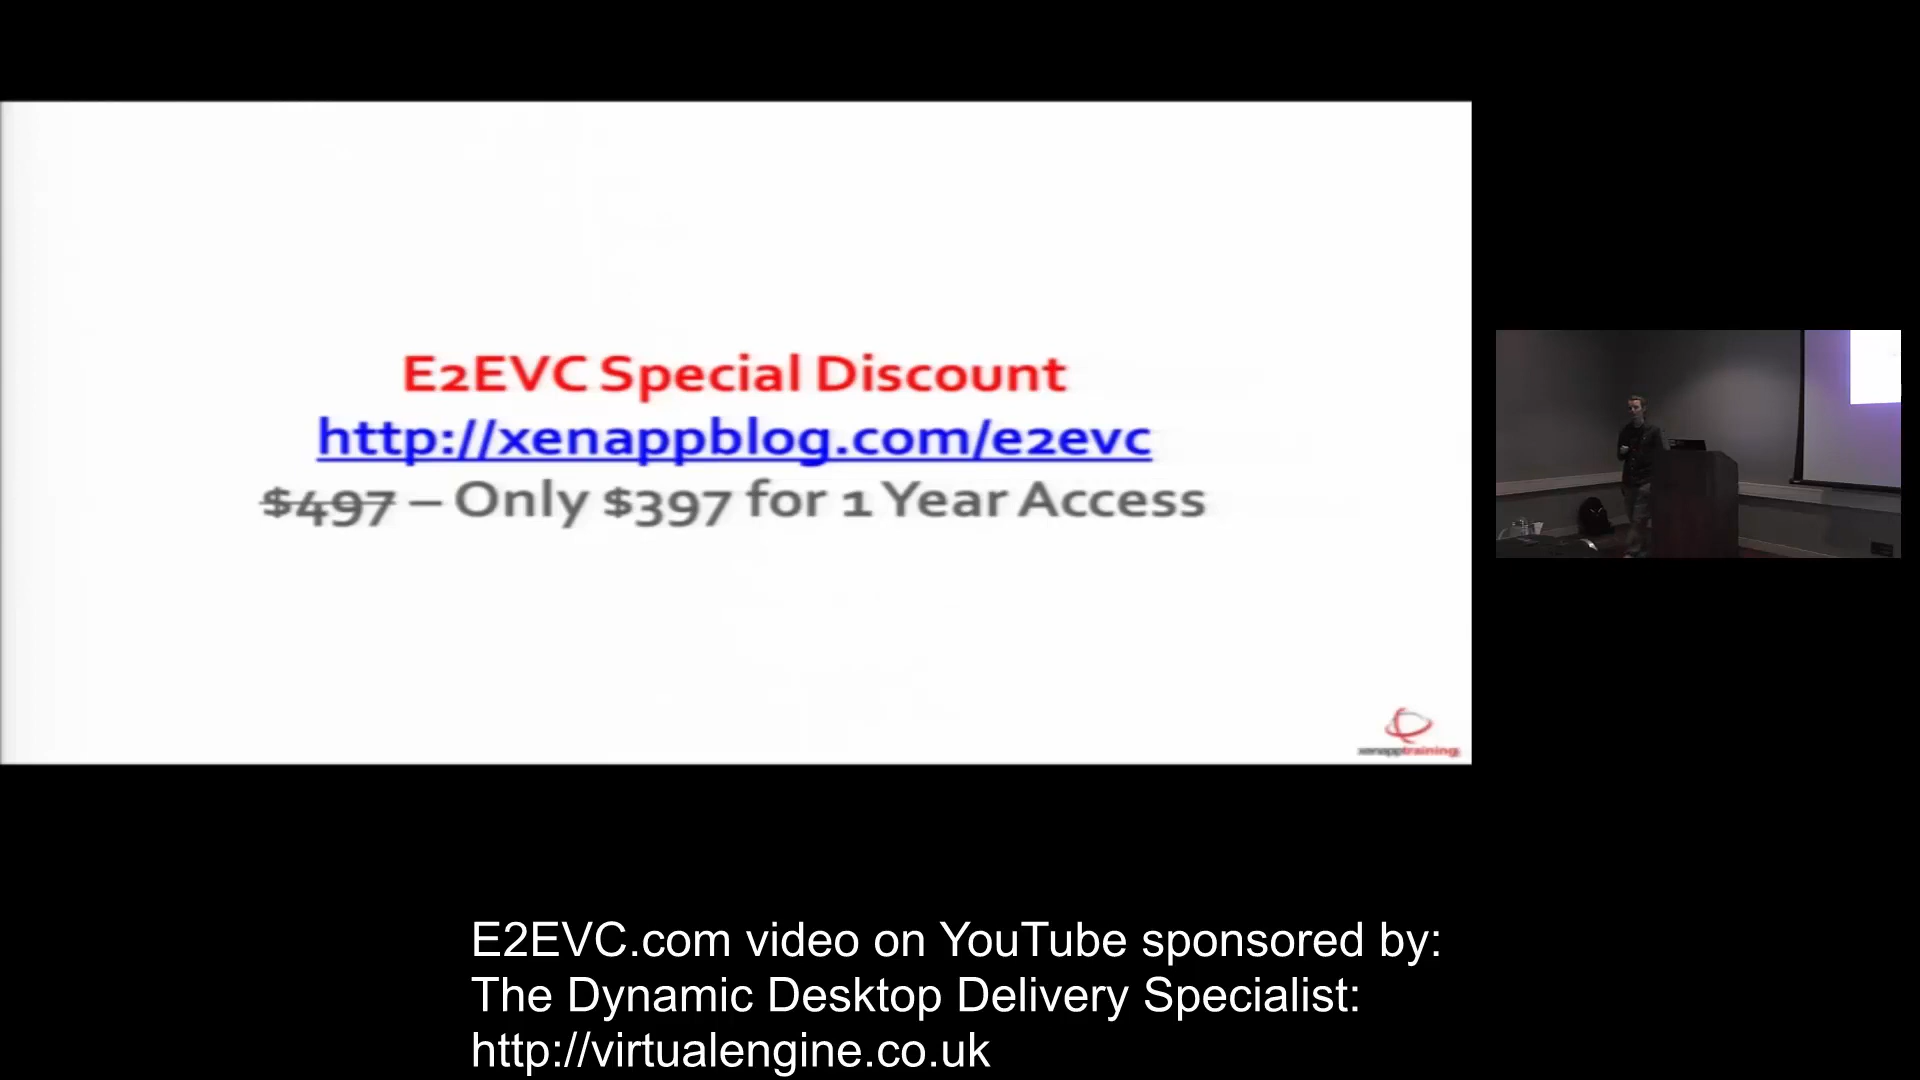 E2EVC Special Discount
http://xenappblog.com/e2evc
$497 – Only $397 for 1 Year Access
xenapptraining
E2EVC.com video on YouTube sponsored by:
The Dynamic Desktop Delivery Specialist:
http://virtualengine.co.uk